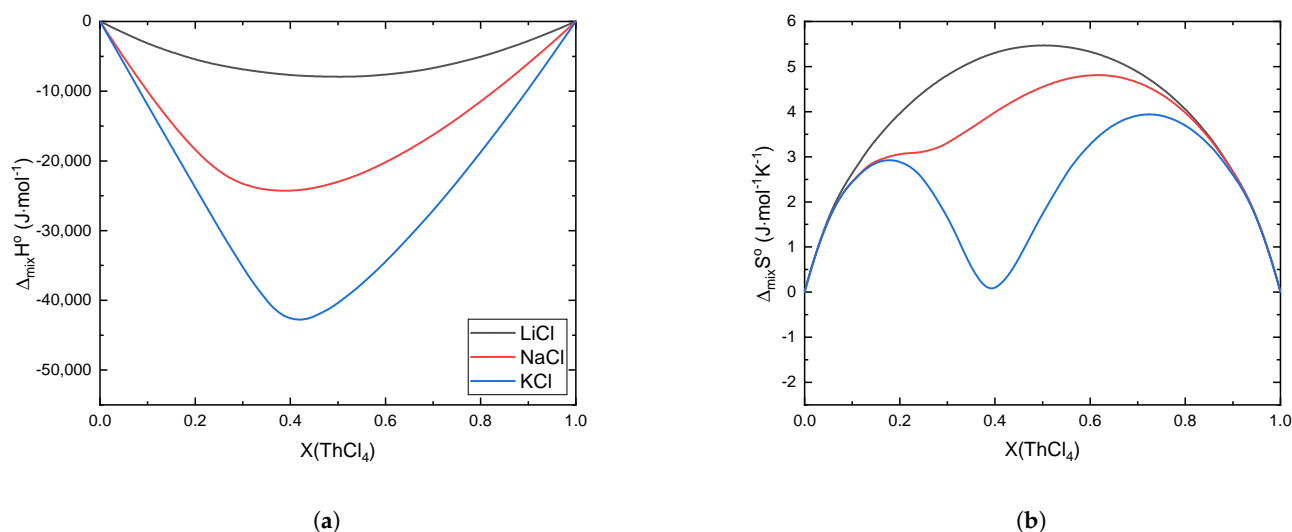 0
-10,000
-20,000
-30,000
-40,000
-50,000
ΔmixHº (J·mol⁻¹)
0.0 0.2 0.4 0.6 0.8 1.0
X(ThCl₄)
LiCl
NaCl
KCl
(a)
6
5
4
3
2
1
0
-1
-2
ΔmixSº (J·mol⁻¹K⁻¹)
0.0 0.2 0.4 0.6 0.8 1.0
X(ThCl₄)
(b)